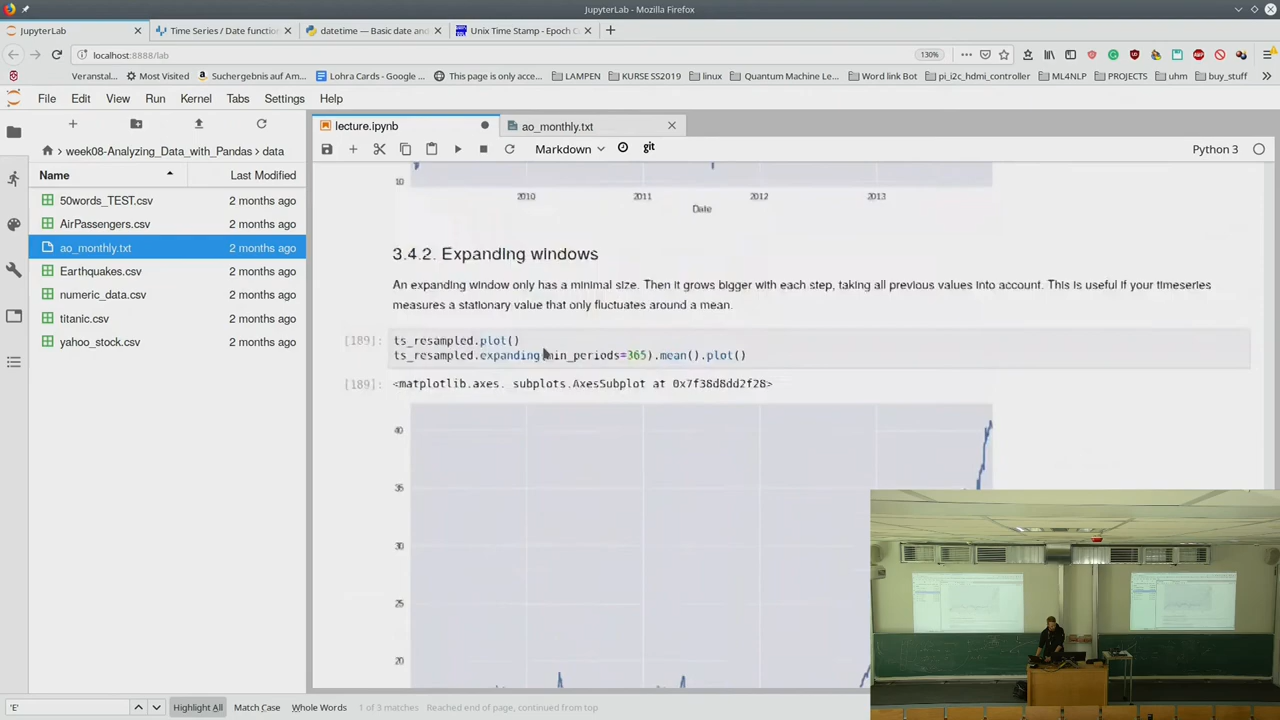 JupyterLab - Mozilla Firefox
JupyterLab
Time Series / Date function
datetime — Basic date and
Unix Time Stamp - Epoch C
localhost:8888/lab
130%
Veranstal...
Most Visited
Suchergebnis auf Am...
Lohra Cards - Google ...
This page is only acce...
LAMPEN
KURSE SS2019
linux
Quantum Machine Le...
Word link Bot
pi_i2c_hdmi_controller
ML4NLP
PROJECTS
uhm
buy_stuff
File Edit View Run Kernel Tabs Settings Help
lecture.ipynb
ao_monthly.txt
Markdown
git
Python 3
week08-Analyzing_Data_with_Pandas > data
Name Last Modified
50words_TEST.csv 2 months ago
AirPassengers.csv 2 months ago
ao_monthly.txt 2 months ago
Earthquakes.csv 2 months ago
numeric_data.csv 2 months ago
titanic.csv 2 months ago
yahoo_stock.csv 2 months ago
10
2010 2011 2012 2013
Date
3.4.2. Expanding windows
An expanding window only has a minimal size. Then it grows bigger with each step, taking all previous values into account. This is useful if your timeseries
measures a stationary value that only fluctuates around a mean.
[189]: ts_resampled.plot()
ts_resampled.expanding(min_periods=365).mean().plot()
[189]: <matplotlib.axes._subplots.AxesSubplot at 0x7f38d8dd2f28>
40
35
30
25
20
'E'
Highlight All Match Case Whole Words 1 of 3 matches Reached end of page, continued from top